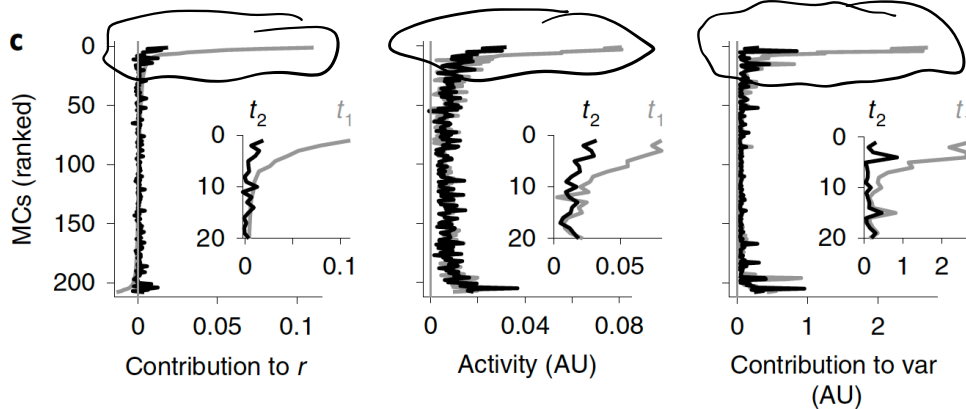 c
MCs (ranked)
0
50
100
150
200
0 0.05 0.1
Contribution to r
t2 t1
0
10
20
0 0.1
0 0.04 0.08
Activity (AU)
t2 t1
0
10
20
0 0.05
0 1 2
Contribution to var
(AU)
t2 t
0
10
20
0 1 2